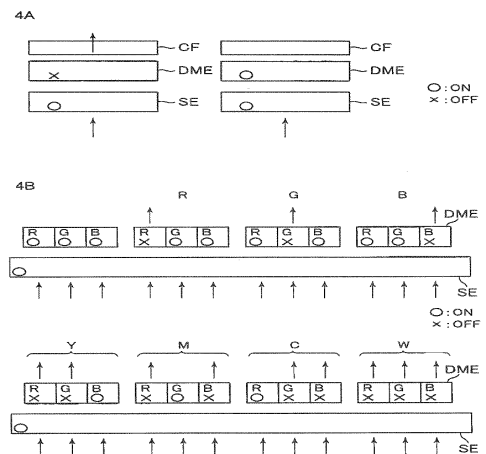 4A
CF CF
DME DME
× ○
SE SE
○ ○
○:ON
×:OFF
4B
R G B
DME
R G B R G B R G B R G B
○ ○ ○ × ○ ○ ○ × ○ ○ ○ ×
○
SE
○:ON
×:OFF
Y M C W
DME
R G B R G B R G B R G B
× × ○ × ○ × ○ × × × × ×
○
SE